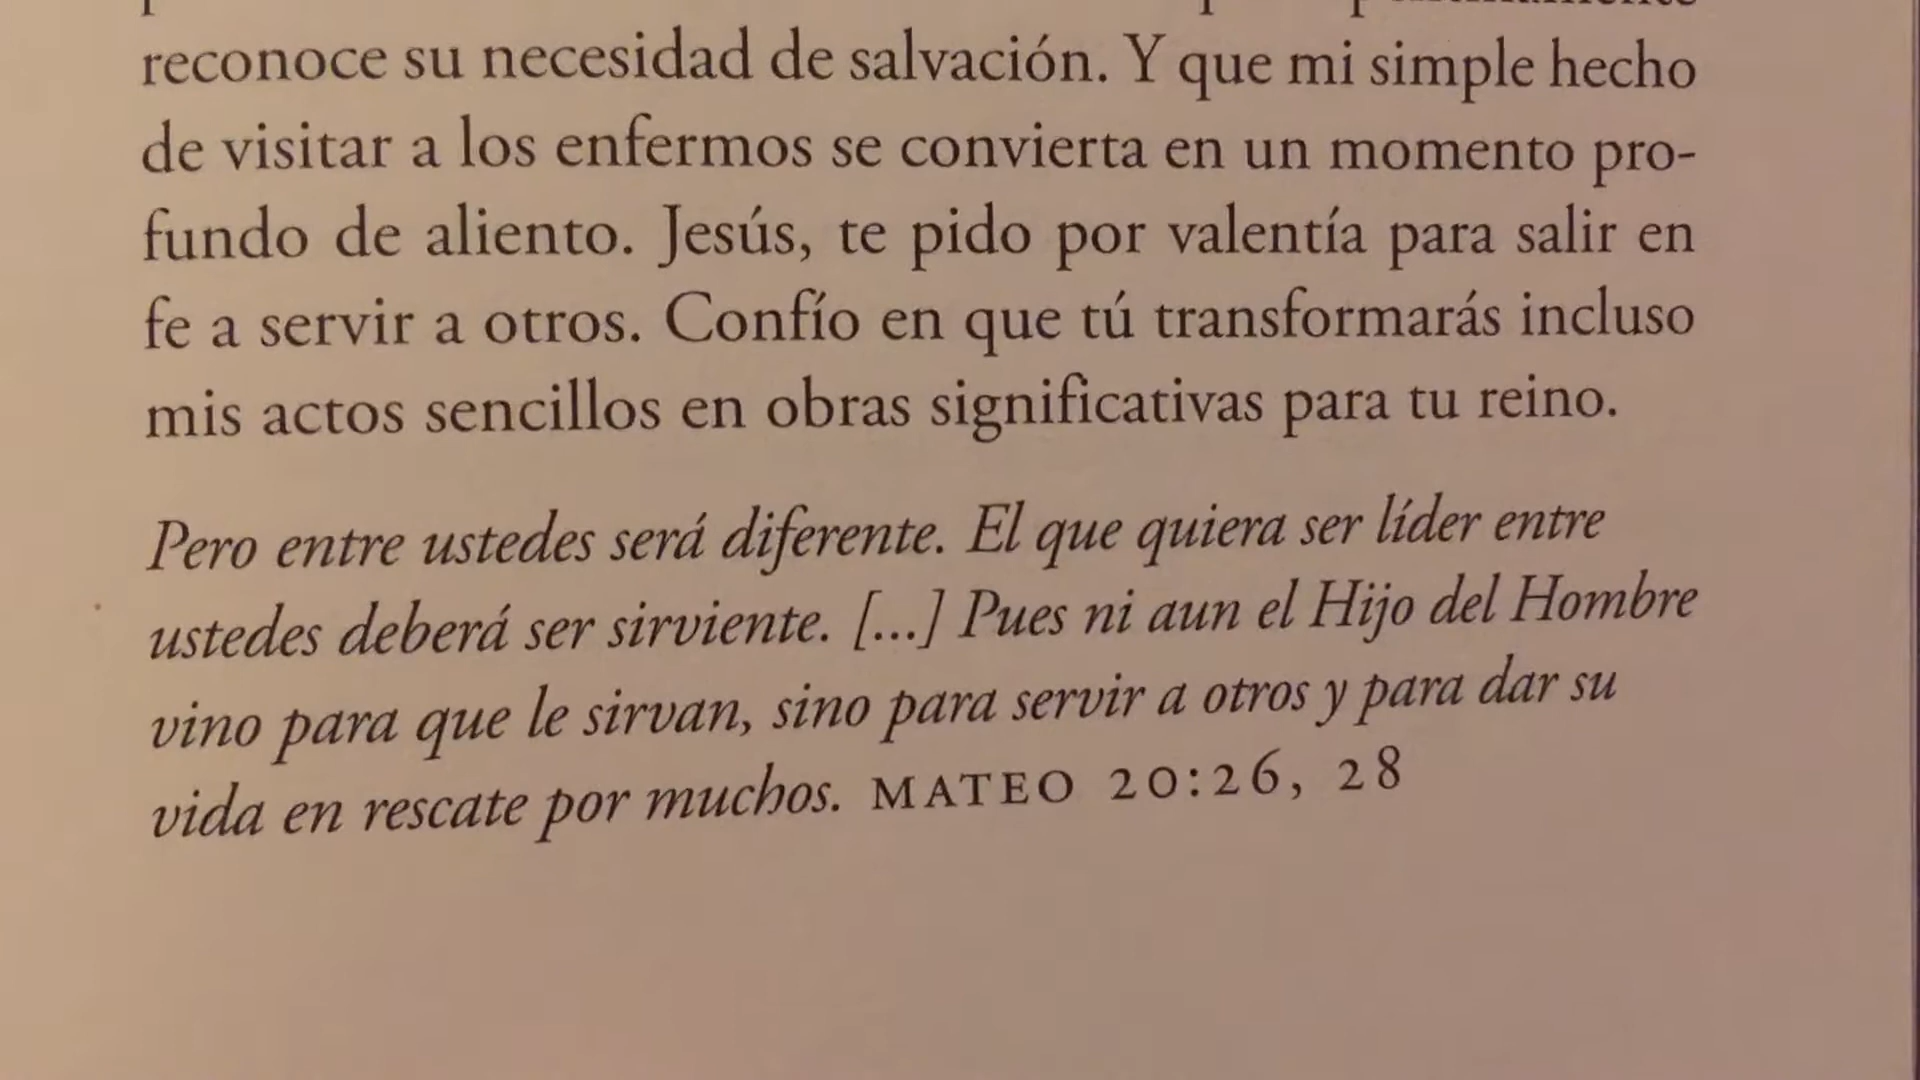 reconoce su necesidad de salvación. Y que mi simple hecho
de visitar a los enfermos se convierta en un momento pro-
fundo de aliento. Jesús, te pido por valentía para salir en
fe a servir a otros. Confío en que tú transformarás incluso
mis actos sencillos en obras significativas para tu reino.
Pero entre ustedes será diferente. El que quiera ser líder entre
ustedes deberá ser sirviente. [...] Pues ni aun el Hijo del Hombre
vino para que le sirvan, sino para servir a otros y para dar su
vida en rescate por muchos. MATEO 20:26, 28